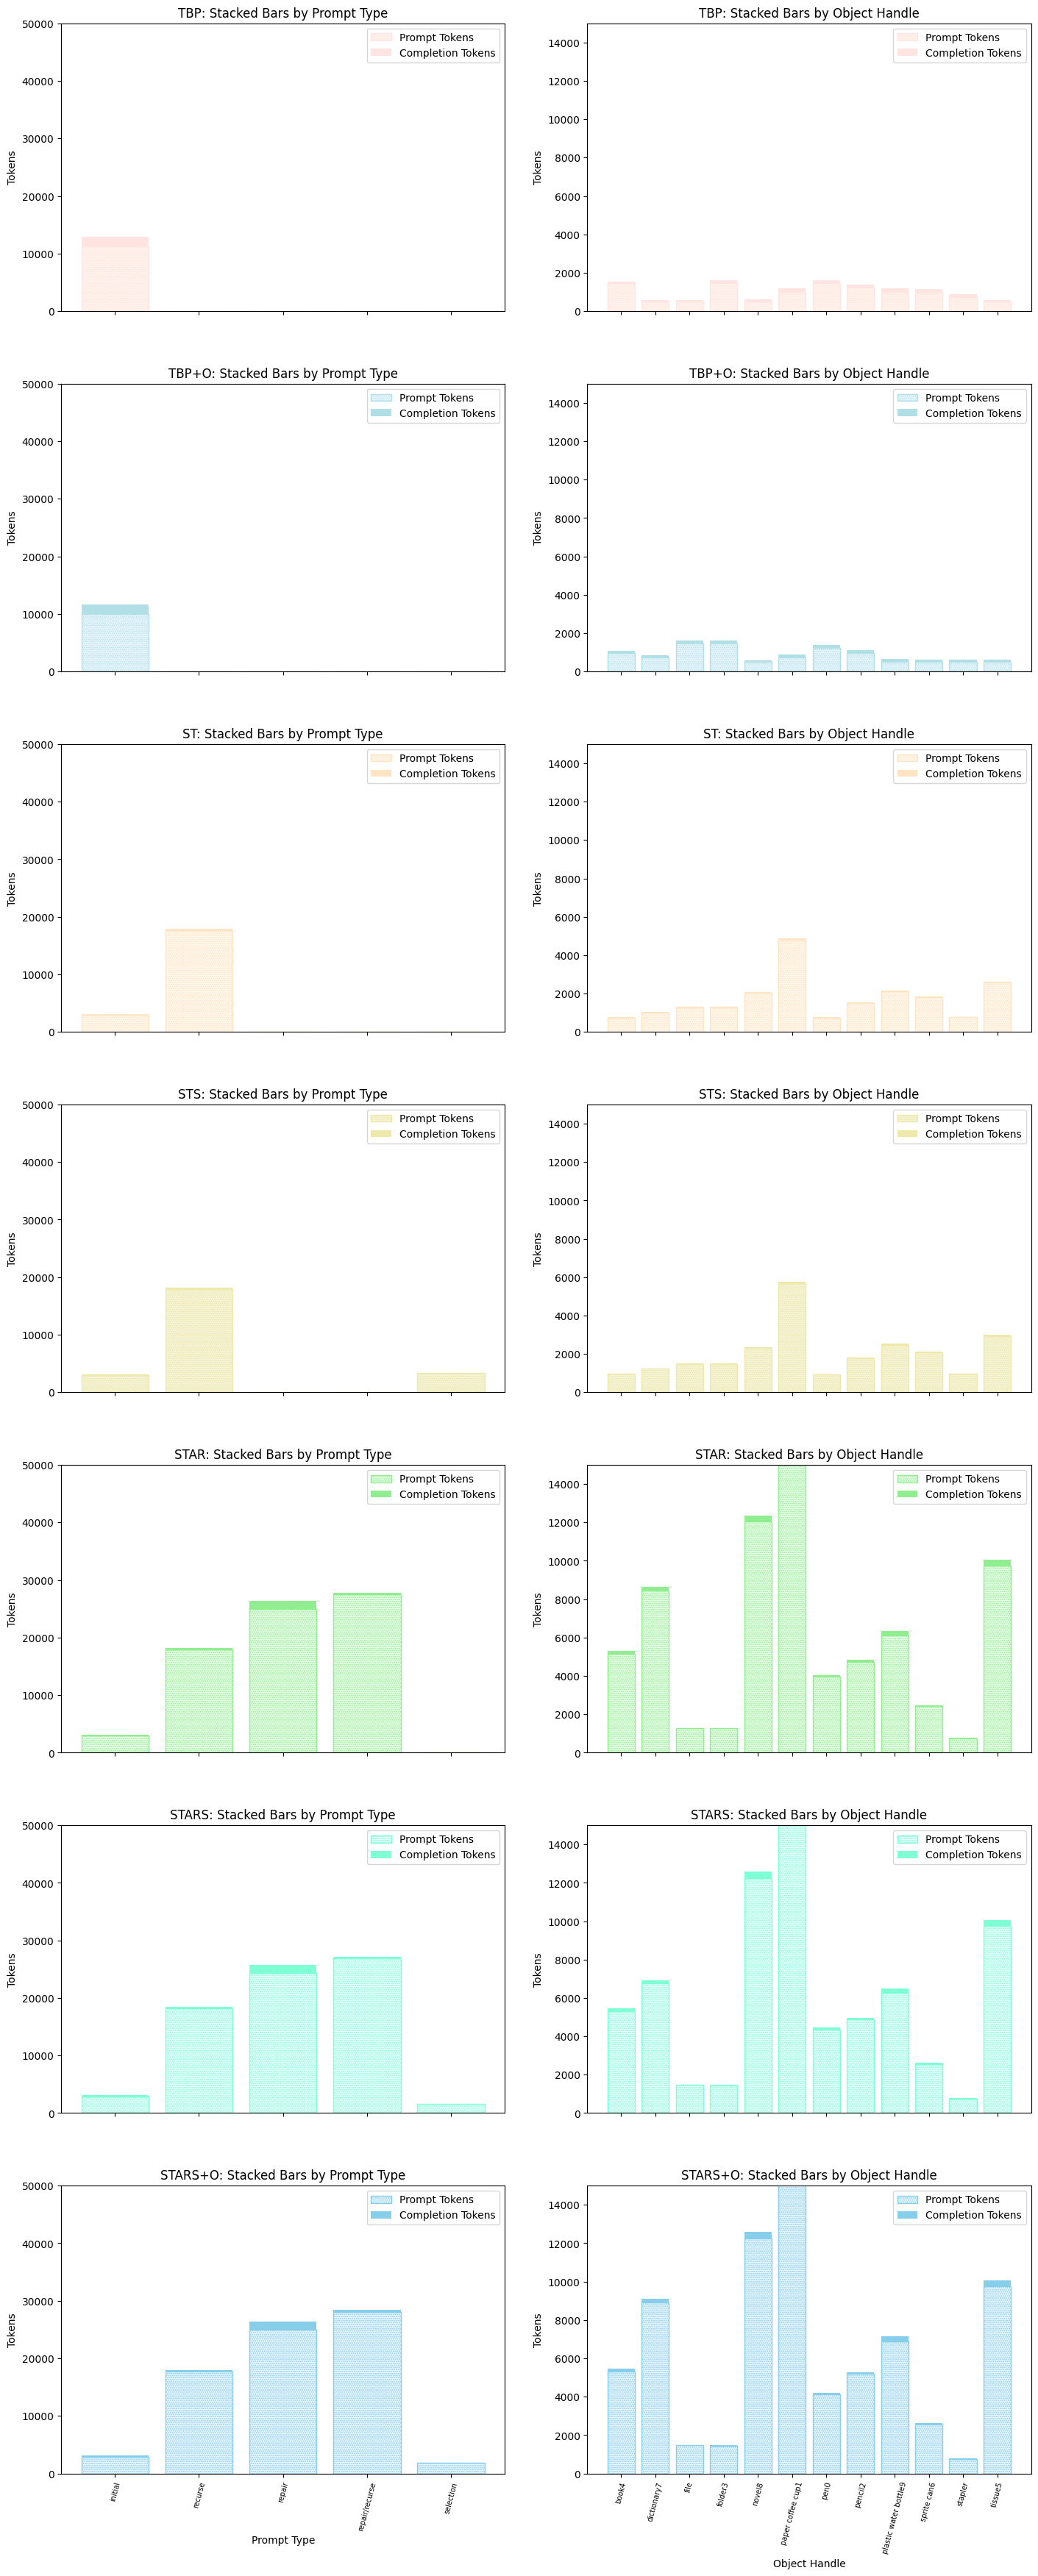 TBP: Stacked Bars by Prompt Type
50000
40000
30000
20000
10000
0
Tokens
Prompt Tokens
Completion Tokens
TBP: Stacked Bars by Object Handle
14000
12000
10000
8000
6000
4000
2000
0
Tokens
Prompt Tokens
Completion Tokens
TBP+O: Stacked Bars by Prompt Type
50000
40000
30000
20000
10000
0
Tokens
Prompt Tokens
Completion Tokens
TBP+O: Stacked Bars by Object Handle
14000
12000
10000
8000
6000
4000
2000
0
Tokens
Prompt Tokens
Completion Tokens
ST: Stacked Bars by Prompt Type
50000
40000
30000
20000
10000
0
Tokens
Prompt Tokens
Completion Tokens
ST: Stacked Bars by Object Handle
14000
12000
10000
8000
6000
4000
2000
0
Tokens
Prompt Tokens
Completion Tokens
STS: Stacked Bars by Prompt Type
50000
40000
30000
20000
10000
0
Tokens
Prompt Tokens
Completion Tokens
STS: Stacked Bars by Object Handle
14000
12000
10000
8000
6000
4000
2000
0
Tokens
Prompt Tokens
Completion Tokens
STAR: Stacked Bars by Prompt Type
50000
40000
30000
20000
10000
0
Tokens
Prompt Tokens
Completion Tokens
STAR: Stacked Bars by Object Handle
14000
12000
10000
8000
6000
4000
2000
0
Tokens
Prompt Tokens
Completion Tokens
STARS: Stacked Bars by Prompt Type
50000
40000
30000
20000
10000
0
Tokens
Prompt Tokens
Completion Tokens
STARS: Stacked Bars by Object Handle
14000
12000
10000
8000
6000
4000
2000
0
Tokens
Prompt Tokens
Completion Tokens
STARS+O: Stacked Bars by Prompt Type
50000
40000
30000
20000
10000
0
Tokens
Prompt Tokens
Completion Tokens
initial
recurse
repair
repair/recurse
selection
Prompt Type
STARS+O: Stacked Bars by Object Handle
14000
12000
10000
8000
6000
4000
2000
0
Tokens
Prompt Tokens
Completion Tokens
book4
dictionary7
file
folder3
novel8
paper coffee cup1
pen0
pencil2
plastic water bottle9
sprite can6
stapler
tissue5
Object Handle